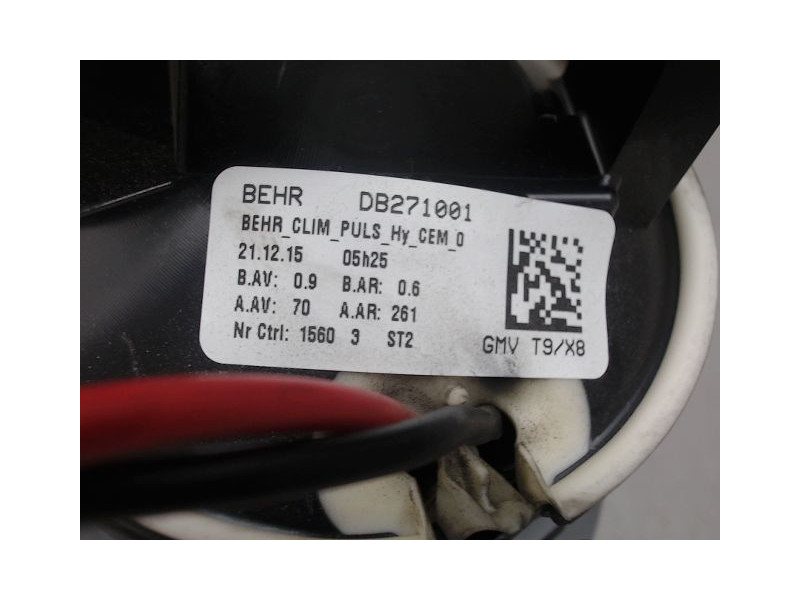 BEHR DB271001
BEHR_CLIM_PULS_Hy_CEM_0
21.12.15 05h25
B.AV: 0.9 B.AR: 0.6
A.AV: 70 A.AR: 261
Nr Ctrl: 1560 3 ST2
GMV T9/X8